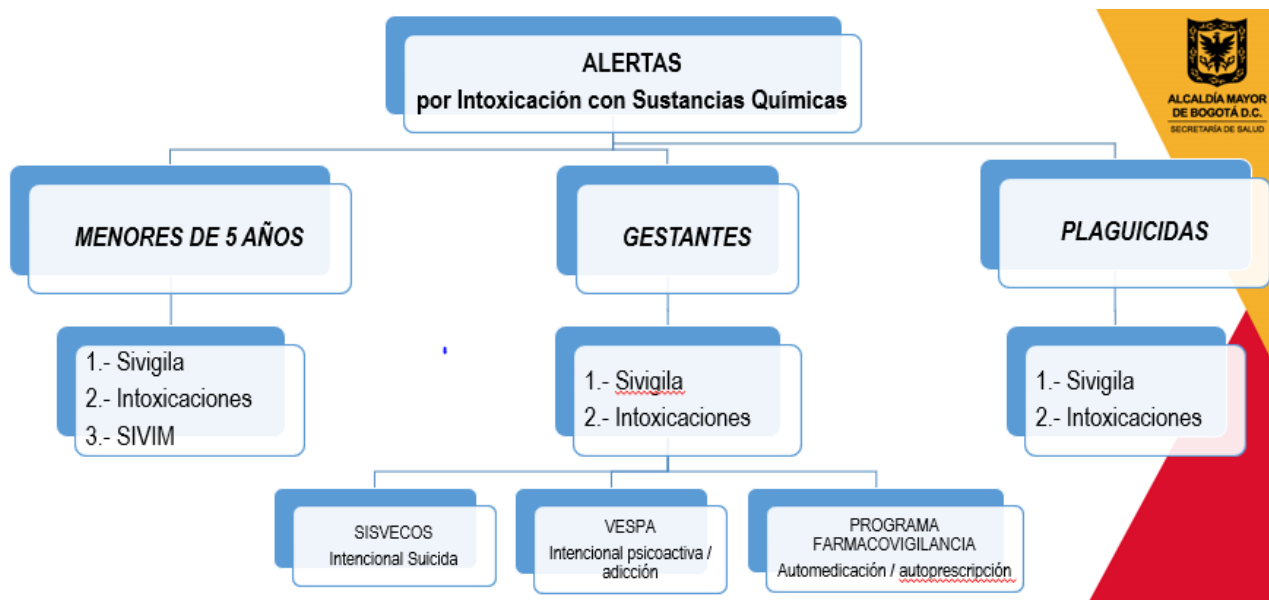 ALERTAS
por Intoxicación con Sustancias Químicas
ALCALDÍA MAYOR
DE BOGOTÁ D.C.
SECRETARÍA DE SALUD
MENORES DE 5 AÑOS
GESTANTES
PLAGUICIDAS
1.- Sivigila
2.- Intoxicaciones
3.- SIVIM
1.- Sivigila
2.- Intoxicaciones
1.- Sivigila
2.- Intoxicaciones
SISVECOS
Intencional Suicida
VESPA
Intencional psicoactiva /
adicción
PROGRAMA
FARMACOVIGILANCIA
Automedicación / autoprescripción